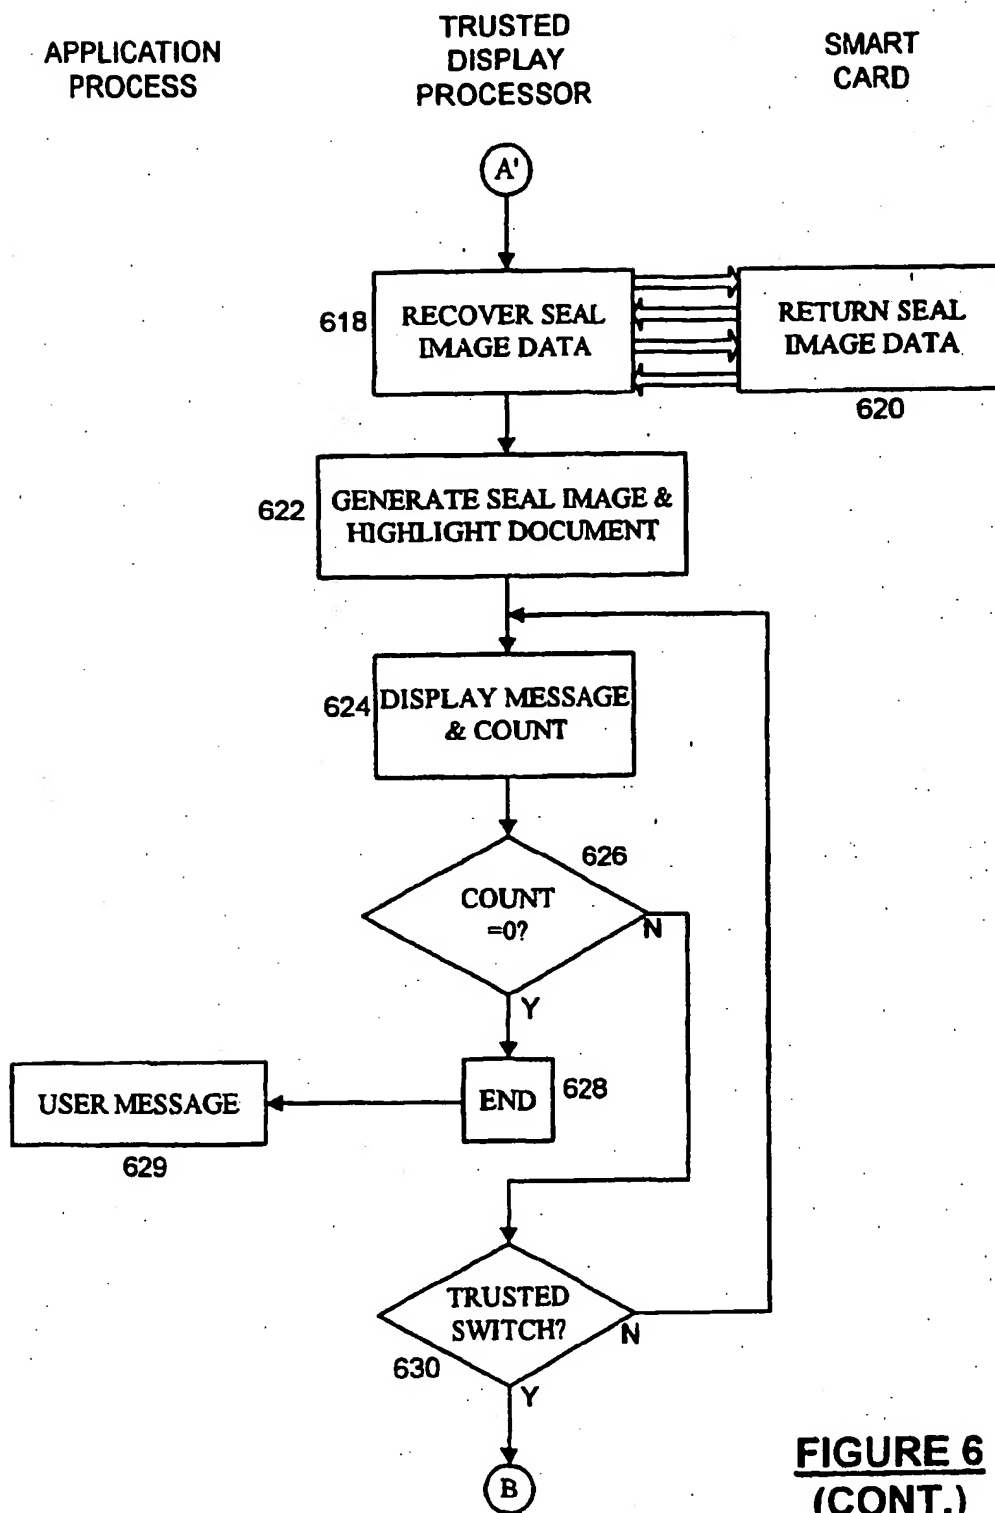 APPLICATION
PROCESS
TRUSTED
DISPLAY
PROCESSOR
SMART
CARD
A'
618
RECOVER SEAL
IMAGE DATA
RETURN SEAL
IMAGE DATA
620
622
GENERATE SEAL IMAGE &
HIGHLIGHT DOCUMENT
624
DISPLAY MESSAGE
& COUNT
626
COUNT
=0?
N
Y
USER MESSAGE
629
END
628
TRUSTED
SWITCH?
N
630
Y
B
FIGURE 6
(CONT.)